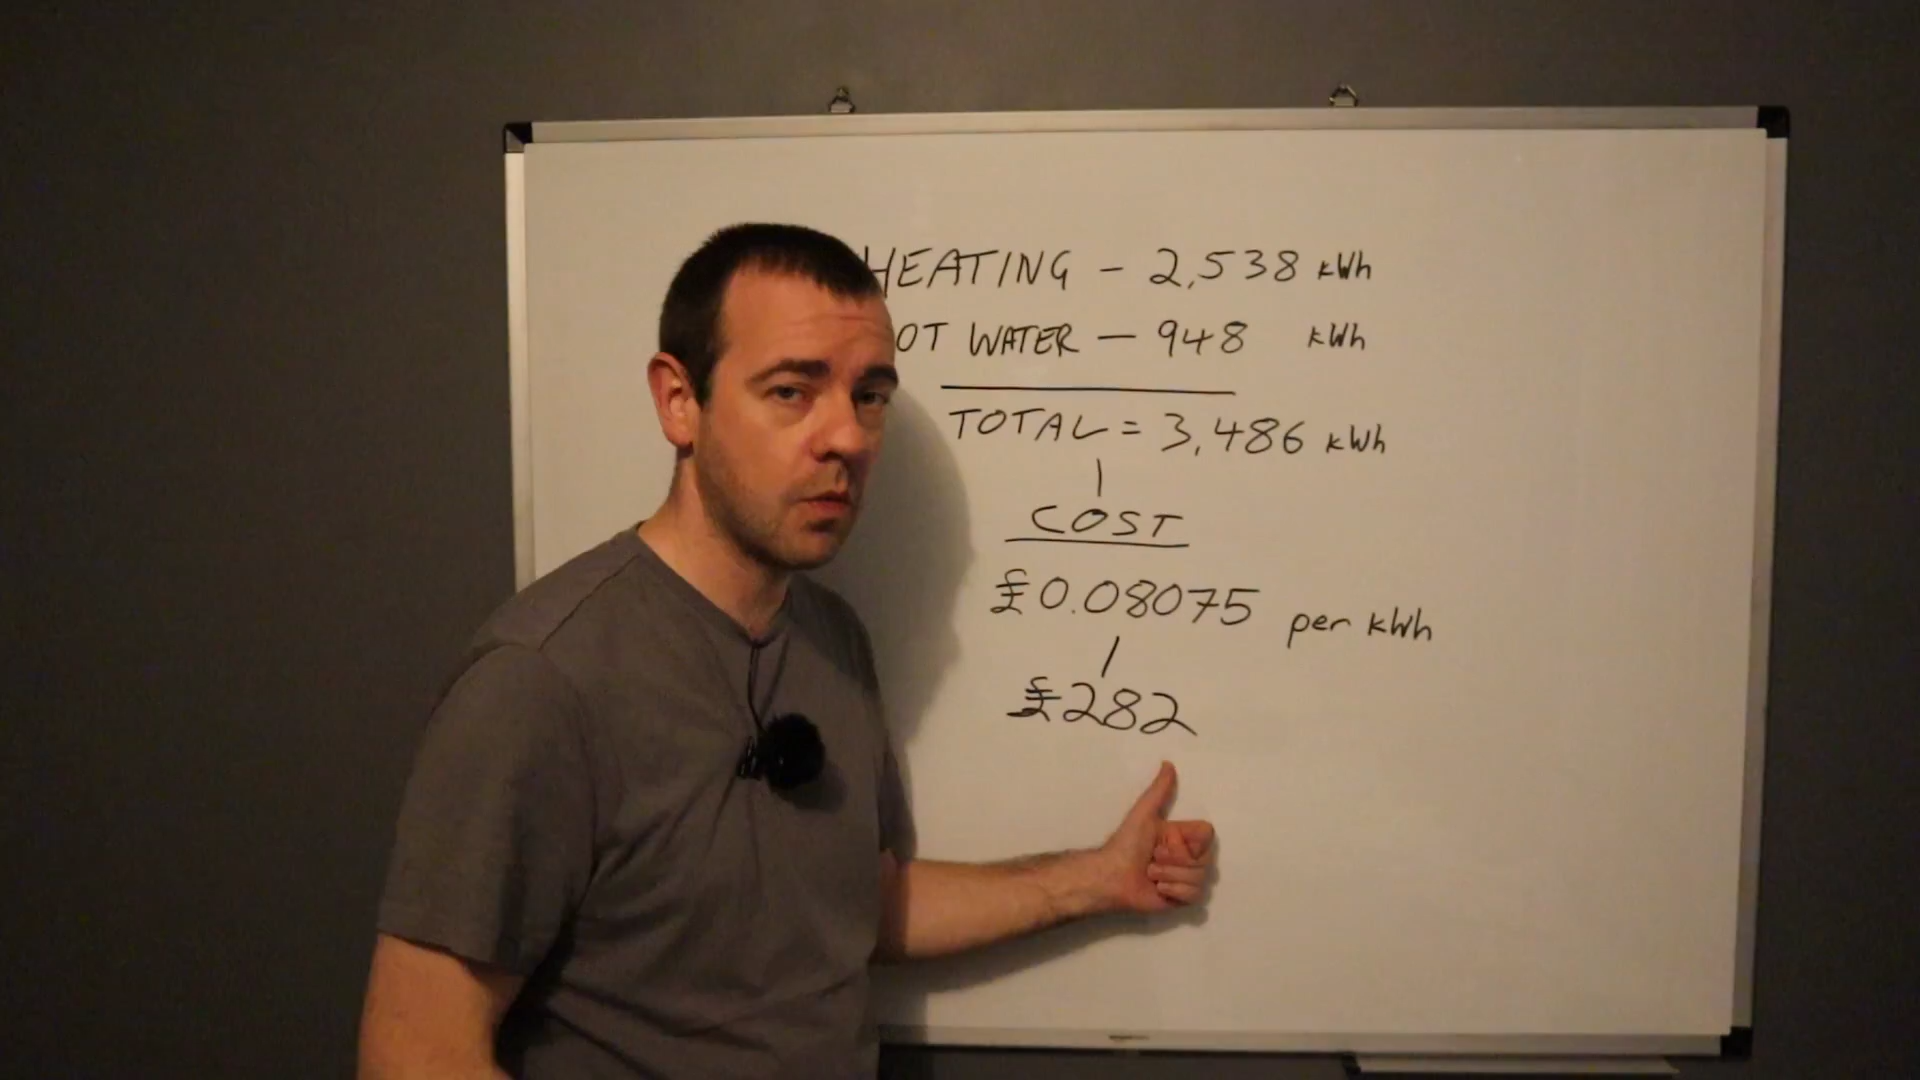 HEATING - 2,538 kWh
OT WATER - 948 kWh
TOTAL = 3,486 kWh
COST
£0.08075 per kWh
£282